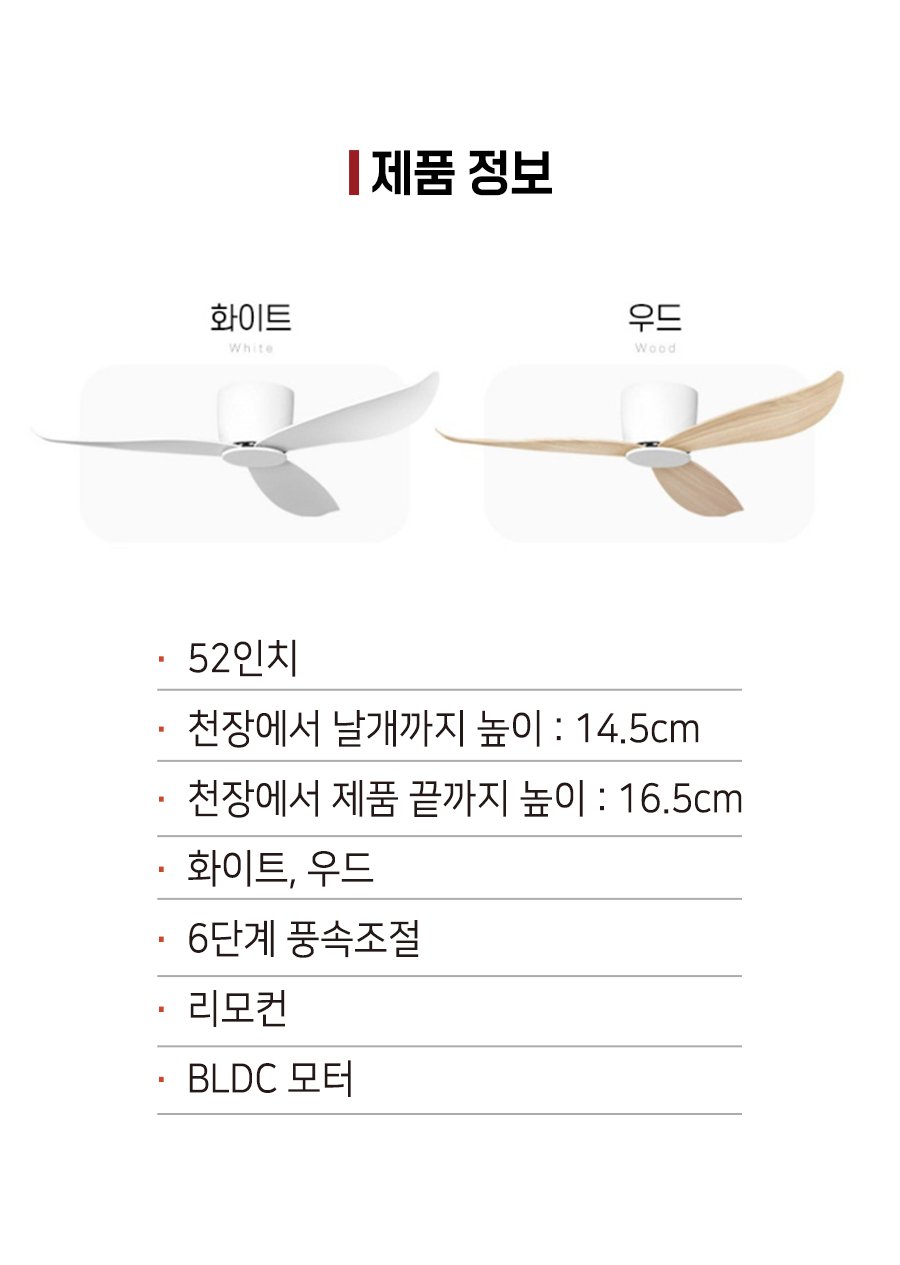 제품 정보
화이트
White
우드
Wood
· 52인치
· 천장에서 날개까지 높이 : 14.5cm
· 천장에서 제품 끝까지 높이 : 16.5cm
· 화이트, 우드
· 6단계 풍속조절
· 리모컨
· BLDC 모터